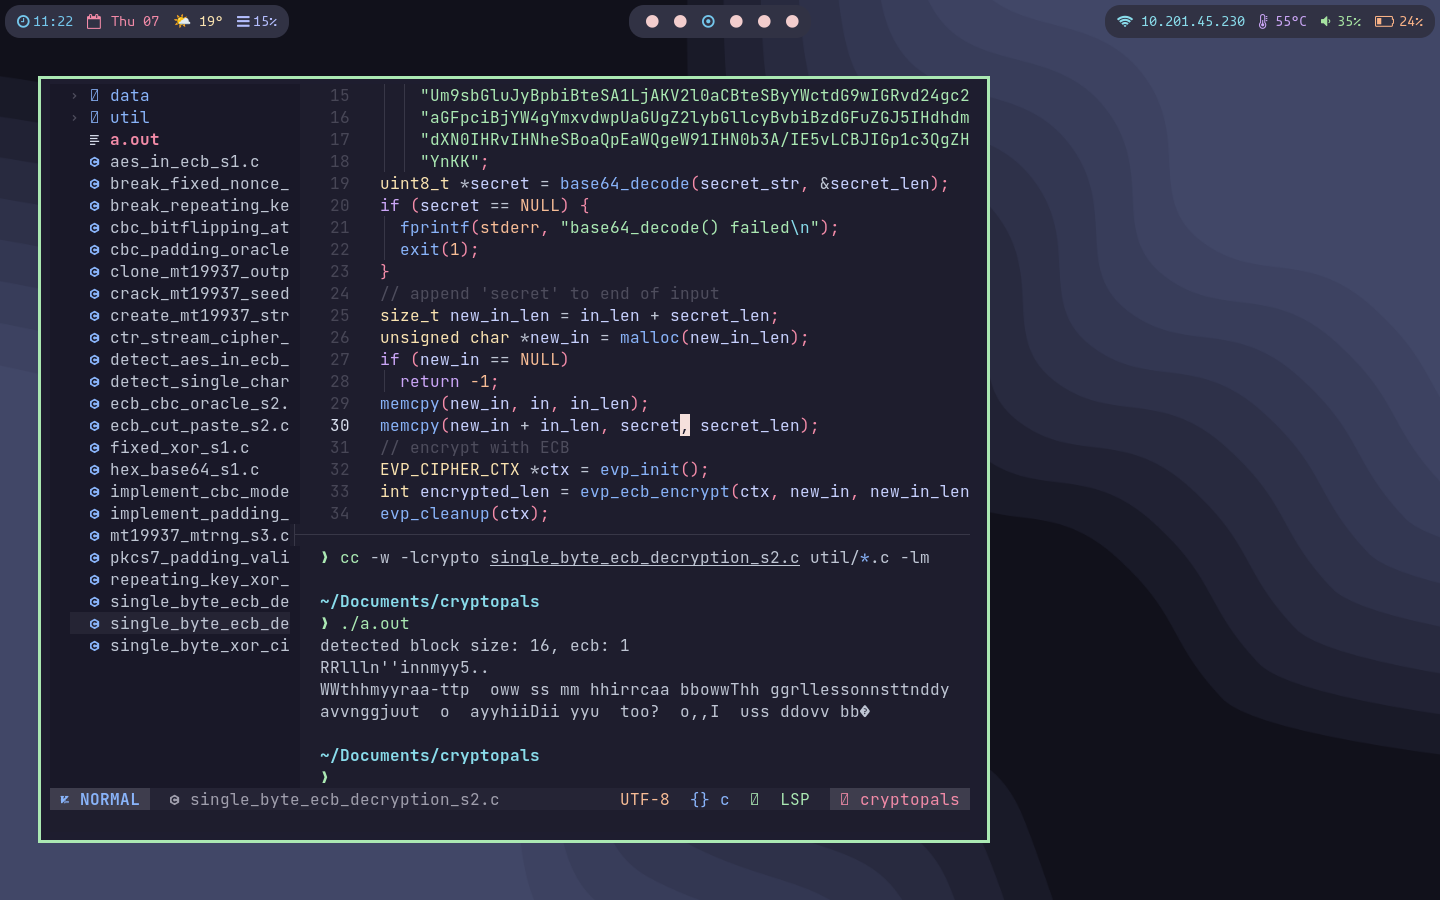 11:22 Thu 07 19° 15%
10.201.45.230 55°C 35% 24%
data
util
a.out
aes_in_ecb_s1.c
break_fixed_nonce_
break_repeating_ke
cbc_bitflipping_at
cbc_padding_oracle
clone_mt19937_outp
crack_mt19937_seed
create_mt19937_str
ctr_stream_cipher_
detect_aes_in_ecb_
detect_single_char
ecb_cbc_oracle_s2.
ecb_cut_paste_s2.c
fixed_xor_s1.c
hex_base64_s1.c
implement_cbc_mode
implement_padding_
mt19937_mtrng_s3.c
pkcs7_padding_vali
repeating_key_xor_
single_byte_ecb_de
single_byte_ecb_de
single_byte_xor_ci
15 "Um9sbGluJyBpbiBteSA1LjAKV2l0aCBteSByYWctdG9wIGRvd24gc2
16 "aGFpciBjYW4gYmxvdwpUaGUgZ2lybGllcyBvbiBzdGFuZGJ5IHdhdm
17 "dXN0IHRvIHNheSBoaQpEaWQgeW91IHN0b3A/IE5vLCBJIGp1c3QgZH
18 "YnKK";
19 uint8_t *secret = base64_decode(secret_str, &secret_len);
20 if (secret == NULL) {
21 fprintf(stderr, "base64_decode() failed\n");
22 exit(1);
23 }
24 // append 'secret' to end of input
25 size_t new_in_len = in_len + secret_len;
26 unsigned char *new_in = malloc(new_in_len);
27 if (new_in == NULL)
28 return -1;
29 memcpy(new_in, in, in_len);
30 memcpy(new_in + in_len, secret, secret_len);
31 // encrypt with ECB
32 EVP_CIPHER_CTX *ctx = evp_init();
33 int encrypted_len = evp_ecb_encrypt(ctx, new_in, new_in_len
34 evp_cleanup(ctx);
❱ cc -w -lcrypto single_byte_ecb_decryption_s2.c util/*.c -lm
~/Documents/cryptopals
❱ ./a.out
detected block size: 16, ecb: 1
RRllln''innmyy5..
WWthhmyyraa-ttp  oww ss mm hhirrcaa bbowwThh ggrllessonnsttnddy
avvnggjuut  o  ayyhiiDii yyu  too?  o,,I  uss ddovv bb�
~/Documents/cryptopals
❱
NORMAL single_byte_ecb_decryption_s2.c UTF-8 {} c LSP cryptopals